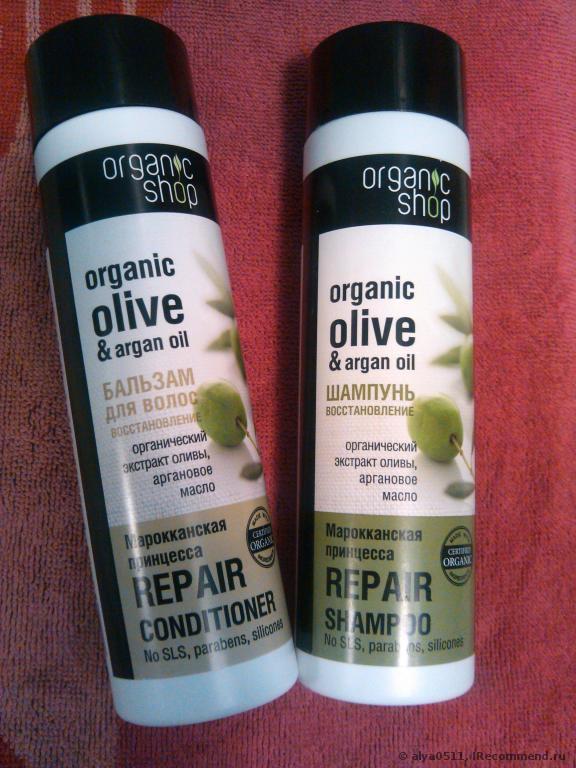 organic
shop
organic
olive
& argan oil
БАЛЬЗАМ
ДЛЯ ВОЛОС
ВОССТАНОВЛЕНИЕ
органический
экстракт оливы,
аргановое
масло
Марокканская
принцесса
REPAIR
CONDITIONER
No SLS, parabens, silicones
CERTIFIED
ORGANIC
organic
shop
organic
olive
& argan oil
ШАМПУНЬ
ВОССТАНОВЛЕНИЕ
органический
экстракт оливы,
аргановое
масло
Марокканская
принцесса
REPAIR
SHAMPOO
No SLS, parabens, silicones
MADE WITH
CERTIFIED
ORGANIC
© alya0511, IRecommend.ru